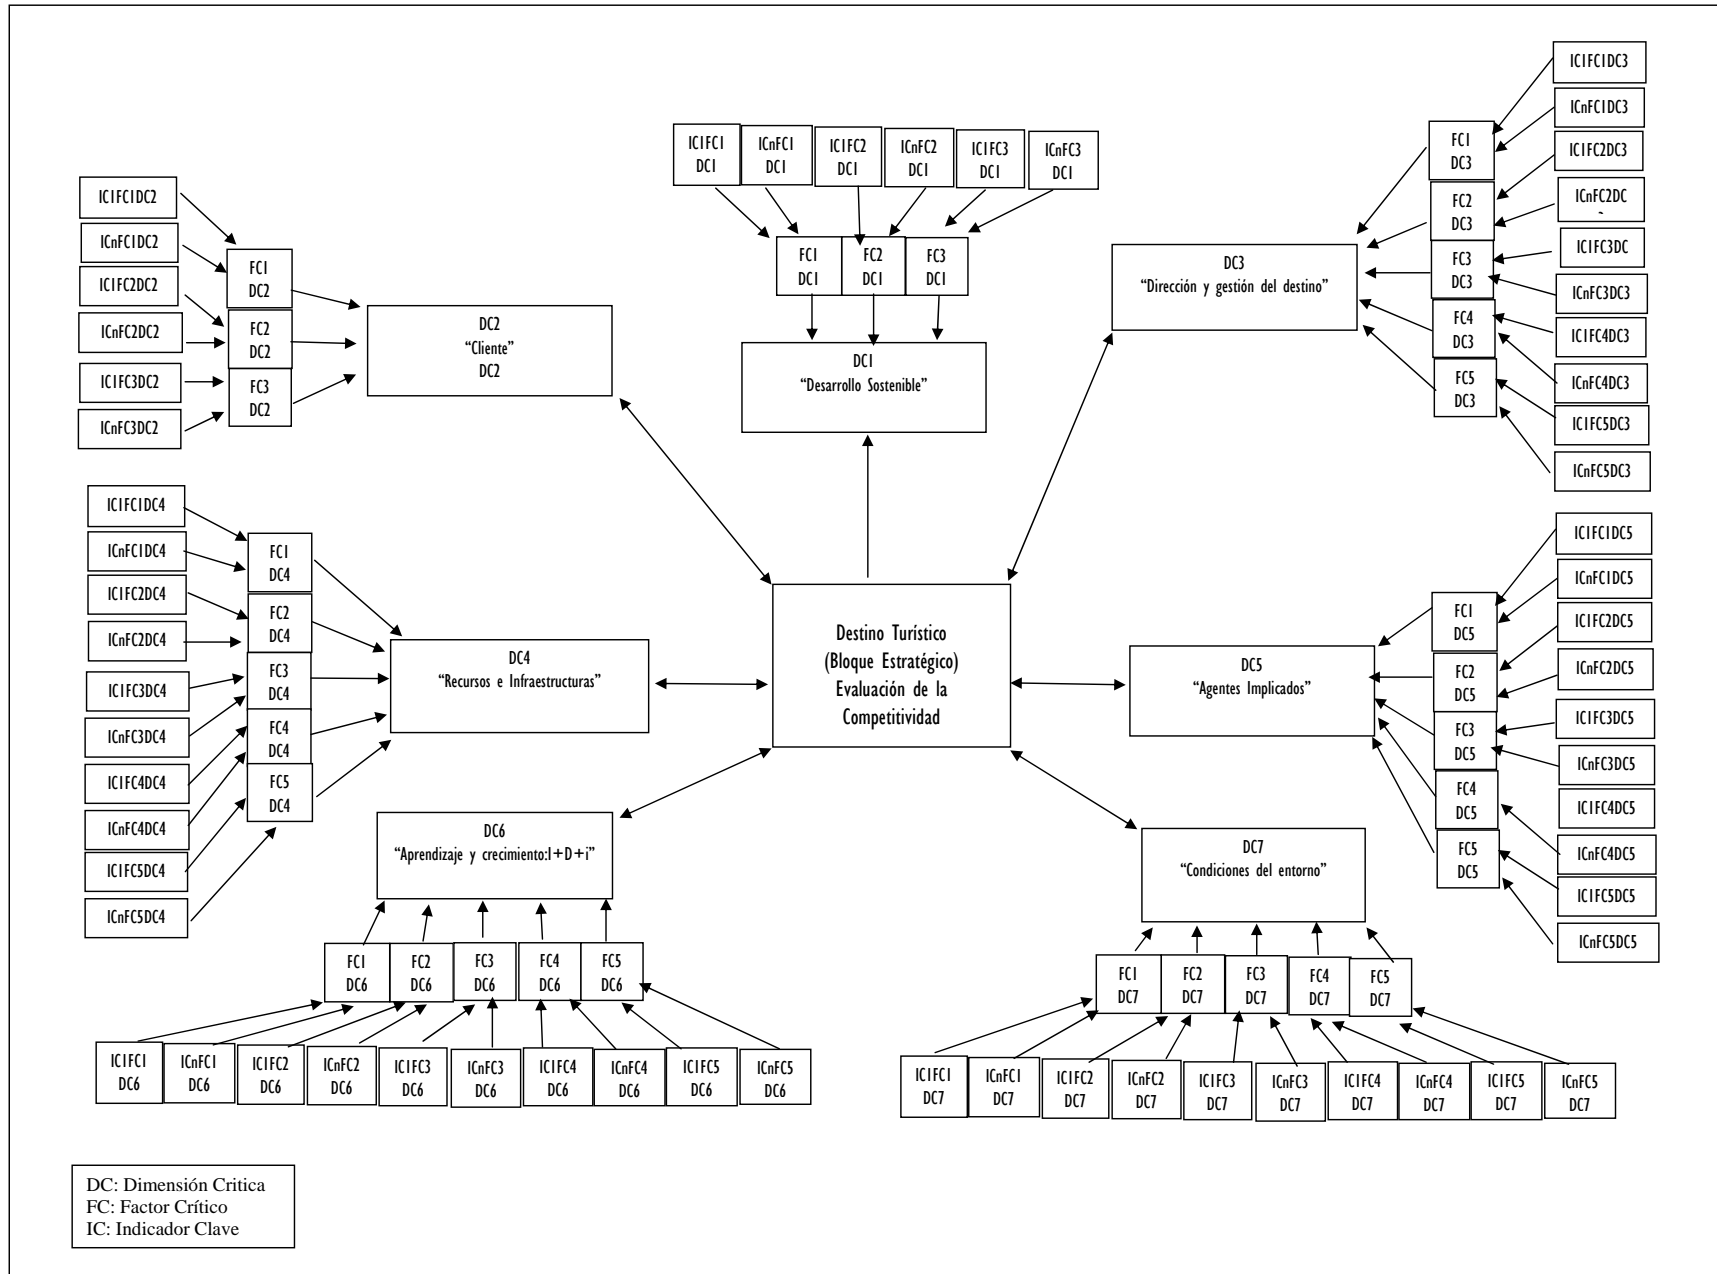 IC1FC1
DC1
ICnFC1
DC1
IC1FC2
DC1
ICnFC2
DC1
IC1FC3
DC1
ICnFC3
DC1
FC1
DC1
FC2
DC1
FC3
DC1
DC1
“Desarrollo Sostenible”
IC1FC1DC2
ICnFC1DC2
IC1FC2DC2
ICnFC2DC2
IC1FC3DC2
ICnFC3DC2
FC1
DC2
FC2
DC2
FC3
DC2
DC2
“Cliente”
DC2
DC3
“Dirección y gestión del destino”
FC1
DC3
FC2
DC3
FC3
DC3
FC4
DC3
FC5
DC3
IC1FC1DC3
ICnFC1DC3
IC1FC2DC3
ICnFC2DC
IC1FC3DC
ICnFC3DC3
IC1FC4DC3
ICnFC4DC3
IC1FC5DC3
ICnFC5DC3
IC1FC1DC4
ICnFC1DC4
IC1FC2DC4
ICnFC2DC4
IC1FC3DC4
ICnFC3DC4
IC1FC4DC4
ICnFC4DC4
IC1FC5DC4
ICnFC5DC4
FC1
DC4
FC2
DC4
FC3
DC4
FC4
DC4
FC5
DC4
DC4
“Recursos e Infraestructuras”
Destino Turístico
(Bloque Estratégico)
Evaluación de la
Competitividad
DC5
“Agentes Implicados”
FC1
DC5
FC2
DC5
FC3
DC5
FC4
DC5
FC5
DC5
IC1FC1DC5
ICnFC1DC5
IC1FC2DC5
ICnFC2DC5
IC1FC3DC5
ICnFC3DC5
IC1FC4DC5
ICnFC4DC5
IC1FC5DC5
ICnFC5DC5
DC6
“Aprendizaje y crecimiento:I+D+i”
FC1
DC6
FC2
DC6
FC3
DC6
FC4
DC6
FC5
DC6
IC1FC1
DC6
ICnFC1
DC6
IC1FC2
DC6
ICnFC2
DC6
IC1FC3
DC6
ICnFC3
DC6
IC1FC4
DC6
ICnFC4
DC6
IC1FC5
DC6
ICnFC5
DC6
DC7
“Condiciones del entorno”
FC1
DC7
FC2
DC7
FC3
DC7
FC4
DC7
FC5
DC7
IC1FC1
DC7
ICnFC1
DC7
IC1FC2
DC7
ICnFC2
DC7
IC1FC3
DC7
ICnFC3
DC7
IC1FC4
DC7
ICnFC4
DC7
IC1FC5
DC7
ICnFC5
DC7
DC: Dimensión Critica
FC: Factor Crítico
IC: Indicador Clave